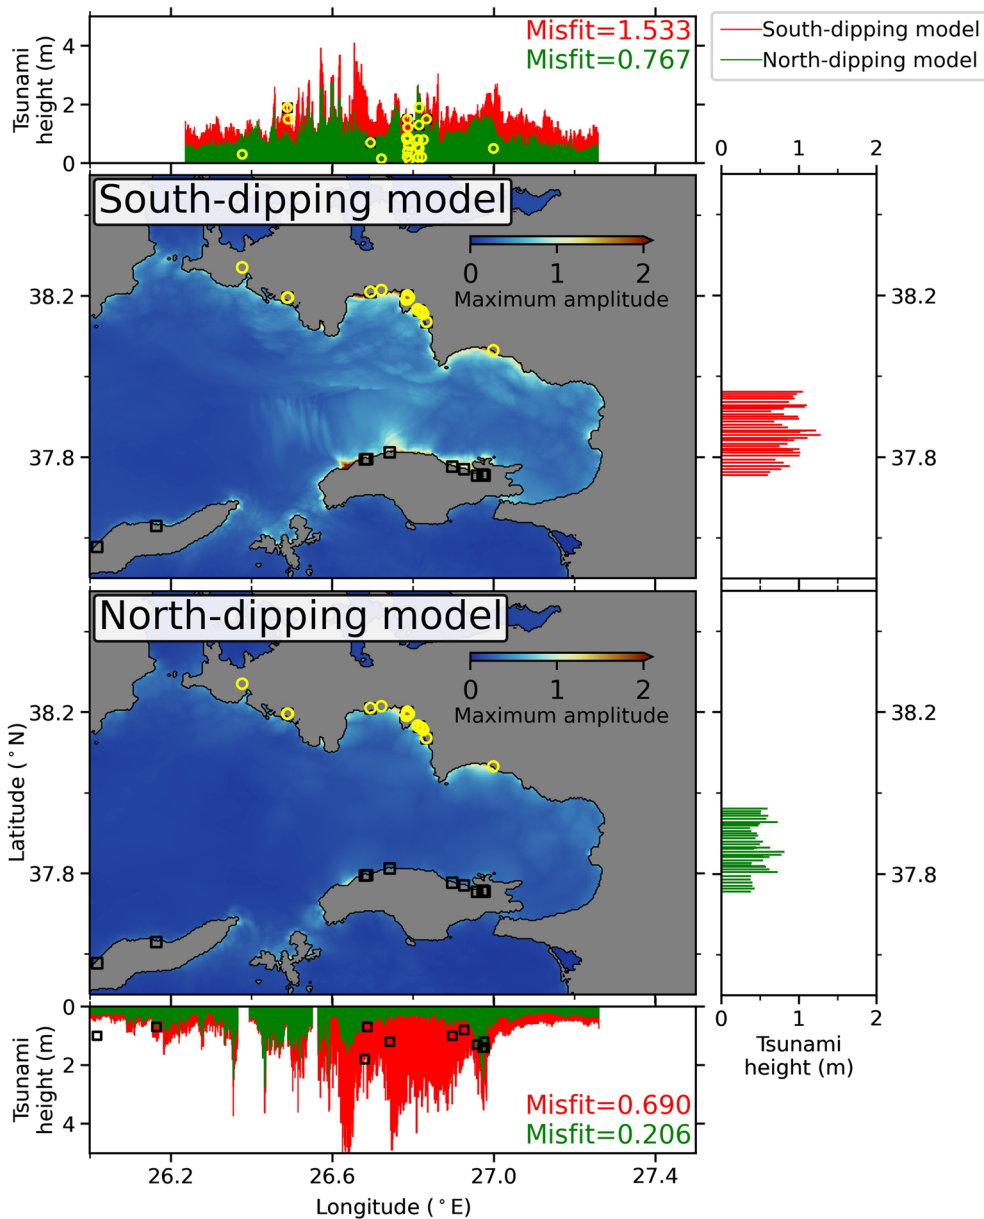 South-dipping model
North-dipping model
Misfit=1.533
Misfit=0.767
Tsunami
height (m)
4
2
0
0 1 2
South-dipping model
0 1 2
Maximum amplitude
38.2
37.8
38.2
37.8
North-dipping model
0 1 2
Maximum amplitude
Latitude (°N)
38.2
37.8
38.2
37.8
0 1 2
Tsunami
height (m)
Tsunami
height (m)
0
2
4
Misfit=0.690
Misfit=0.206
26.2 26.6 27.0 27.4
Longitude (°E)